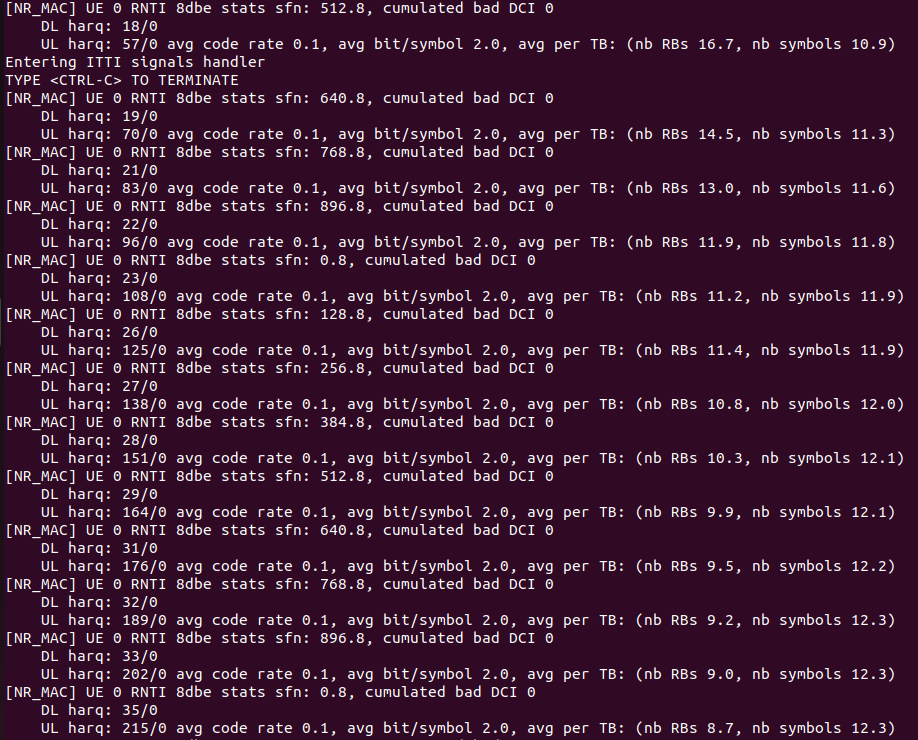 [NR_MAC] UE 0 RNTI 8dbe stats sfn: 512.8, cumulated bad DCI 0
    DL harq: 18/0
    UL harq: 57/0 avg code rate 0.1, avg bit/symbol 2.0, avg per TB: (nb RBs 16.7, nb symbols 10.9)
Entering ITTI signals handler
TYPE <CTRL-C> TO TERMINATE
[NR_MAC] UE 0 RNTI 8dbe stats sfn: 640.8, cumulated bad DCI 0
    DL harq: 19/0
    UL harq: 70/0 avg code rate 0.1, avg bit/symbol 2.0, avg per TB: (nb RBs 14.5, nb symbols 11.3)
[NR_MAC] UE 0 RNTI 8dbe stats sfn: 768.8, cumulated bad DCI 0
    DL harq: 21/0
    UL harq: 83/0 avg code rate 0.1, avg bit/symbol 2.0, avg per TB: (nb RBs 13.0, nb symbols 11.6)
[NR_MAC] UE 0 RNTI 8dbe stats sfn: 896.8, cumulated bad DCI 0
    DL harq: 22/0
    UL harq: 96/0 avg code rate 0.1, avg bit/symbol 2.0, avg per TB: (nb RBs 11.9, nb symbols 11.8)
[NR_MAC] UE 0 RNTI 8dbe stats sfn: 0.8, cumulated bad DCI 0
    DL harq: 23/0
    UL harq: 108/0 avg code rate 0.1, avg bit/symbol 2.0, avg per TB: (nb RBs 11.2, nb symbols 11.9)
[NR_MAC] UE 0 RNTI 8dbe stats sfn: 128.8, cumulated bad DCI 0
    DL harq: 26/0
    UL harq: 125/0 avg code rate 0.1, avg bit/symbol 2.0, avg per TB: (nb RBs 11.4, nb symbols 11.9)
[NR_MAC] UE 0 RNTI 8dbe stats sfn: 256.8, cumulated bad DCI 0
    DL harq: 27/0
    UL harq: 138/0 avg code rate 0.1, avg bit/symbol 2.0, avg per TB: (nb RBs 10.8, nb symbols 12.0)
[NR_MAC] UE 0 RNTI 8dbe stats sfn: 384.8, cumulated bad DCI 0
    DL harq: 28/0
    UL harq: 151/0 avg code rate 0.1, avg bit/symbol 2.0, avg per TB: (nb RBs 10.3, nb symbols 12.1)
[NR_MAC] UE 0 RNTI 8dbe stats sfn: 512.8, cumulated bad DCI 0
    DL harq: 29/0
    UL harq: 164/0 avg code rate 0.1, avg bit/symbol 2.0, avg per TB: (nb RBs 9.9, nb symbols 12.1)
[NR_MAC] UE 0 RNTI 8dbe stats sfn: 640.8, cumulated bad DCI 0
    DL harq: 31/0
    UL harq: 176/0 avg code rate 0.1, avg bit/symbol 2.0, avg per TB: (nb RBs 9.5, nb symbols 12.2)
[NR_MAC] UE 0 RNTI 8dbe stats sfn: 768.8, cumulated bad DCI 0
    DL harq: 32/0
    UL harq: 189/0 avg code rate 0.1, avg bit/symbol 2.0, avg per TB: (nb RBs 9.2, nb symbols 12.3)
[NR_MAC] UE 0 RNTI 8dbe stats sfn: 896.8, cumulated bad DCI 0
    DL harq: 33/0
    UL harq: 202/0 avg code rate 0.1, avg bit/symbol 2.0, avg per TB: (nb RBs 9.0, nb symbols 12.3)
[NR_MAC] UE 0 RNTI 8dbe stats sfn: 0.8, cumulated bad DCI 0
    DL harq: 35/0
    UL harq: 215/0 avg code rate 0.1, avg bit/symbol 2.0, avg per TB: (nb RBs 8.7, nb symbols 12.3)